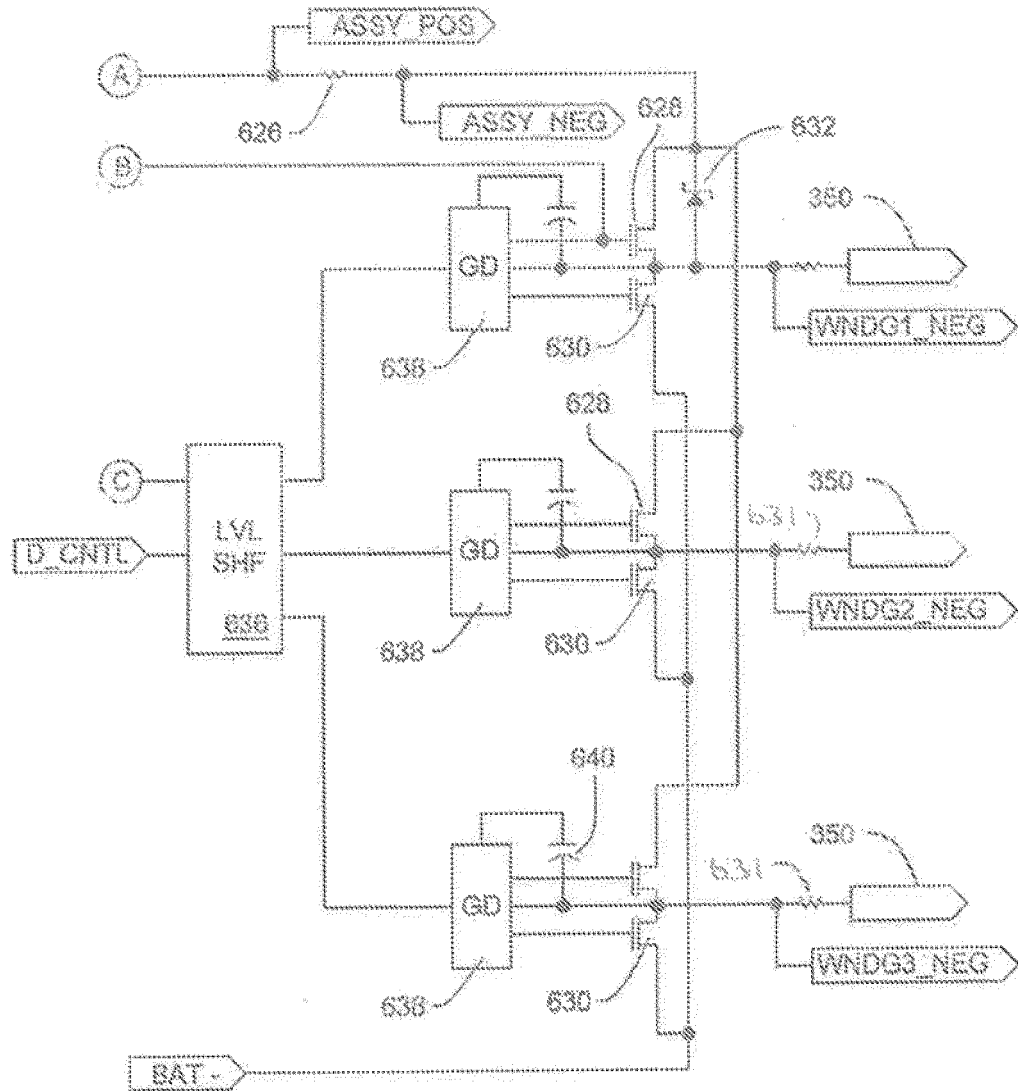 ASSY_POS
A
626
ASSY_NEG
628
632
B
350
GD
WNDG1_NEG
638
630
628
C
350
631
LVL
SHF
636
D_CNTL
GD
WNDG2_NEG
638
630
640
350
631
GD
WNDG3_NEG
638
630
BAT -